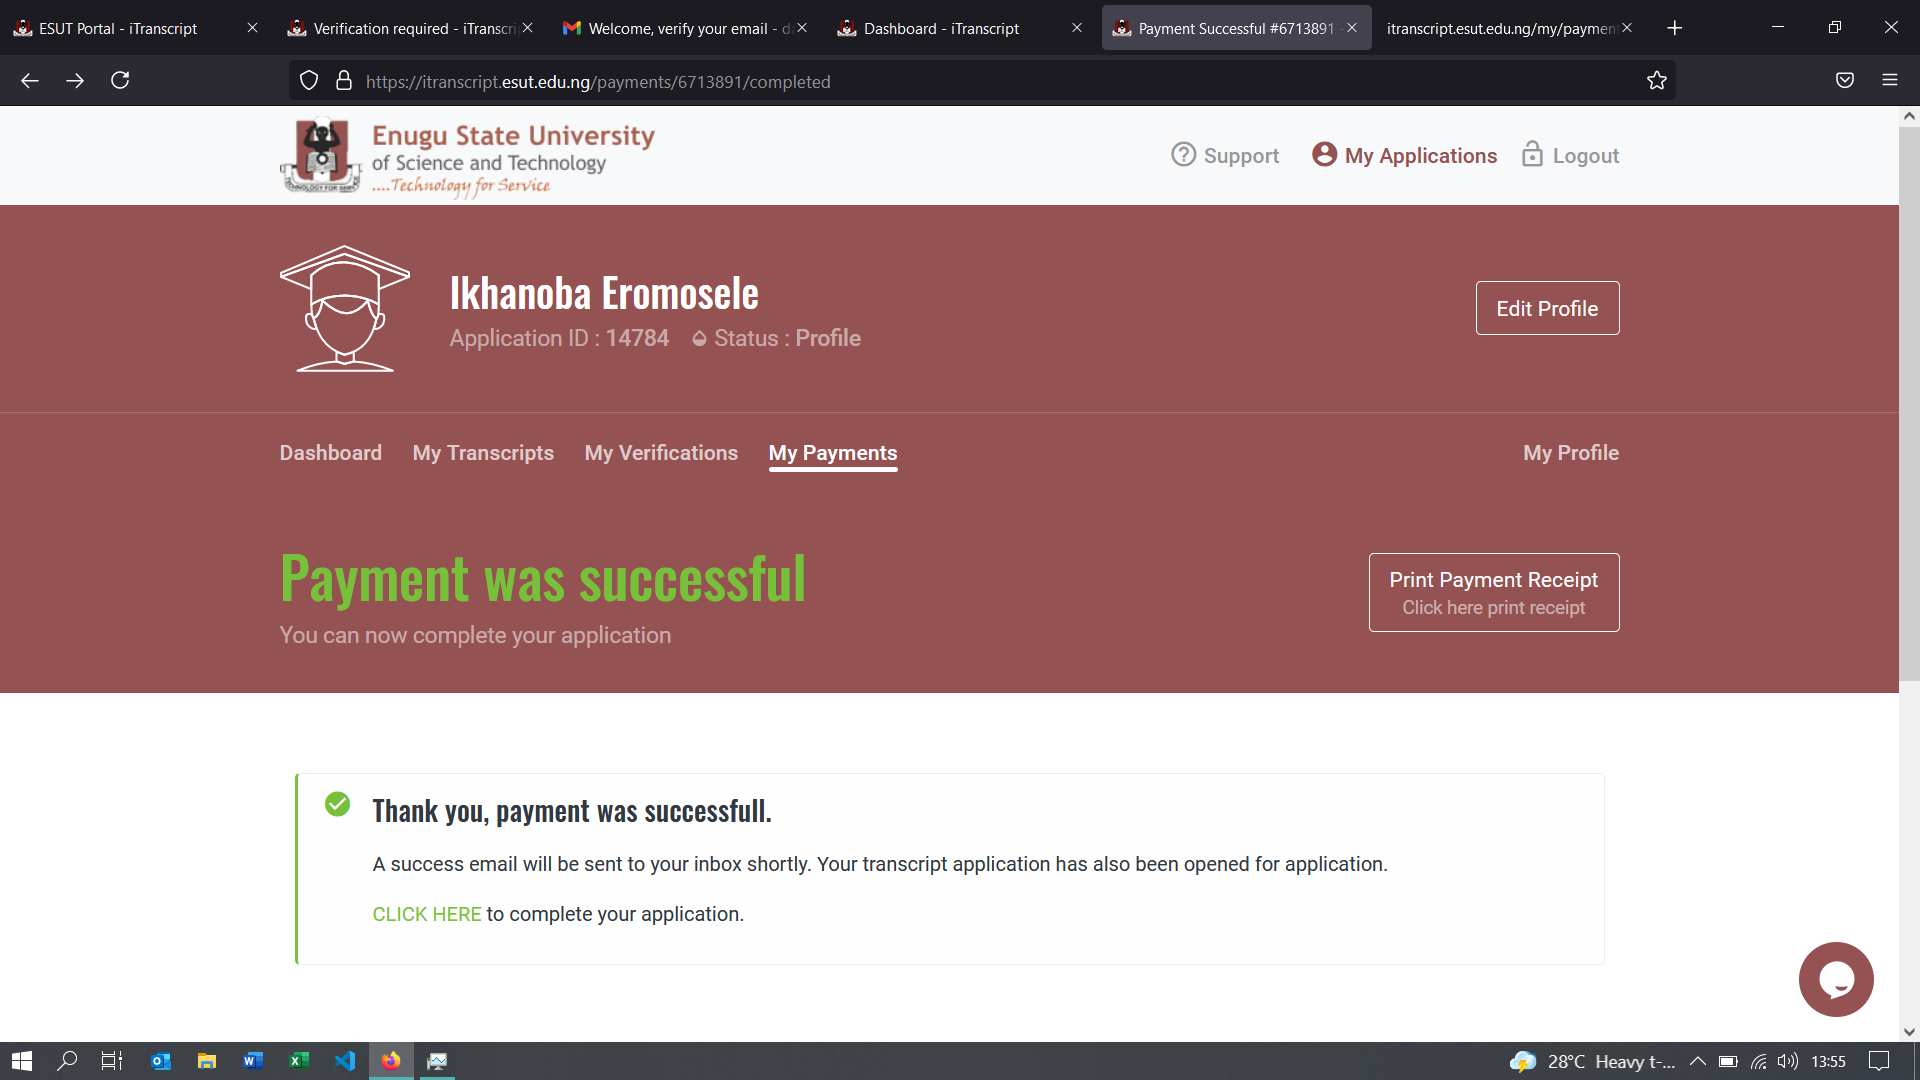 ESUT Portal - iTranscript
Verification required - iTranscri
Welcome, verify your email - d
Dashboard - iTranscript
Payment Successful #6713891 -
itranscript.esut.edu.ng/my/paymen
https://itranscript.esut.edu.ng/payments/6713891/completed
Enugu State University
of Science and Technology
....Technology for Service
TECHNOLOGY FOR SERVICE
Support
My Applications
Logout
Ikhanoba Eromosele
Application ID : 14784 Status : Profile
Edit Profile
Dashboard
My Transcripts
My Verifications
My Payments
My Profile
Payment was successful
You can now complete your application
Print Payment Receipt
Click here print receipt
Thank you, payment was successfull.
A success email will be sent to your inbox shortly. Your transcript application has also been opened for application.
CLICK HERE to complete your application.
28°C Heavy t-...
13:55